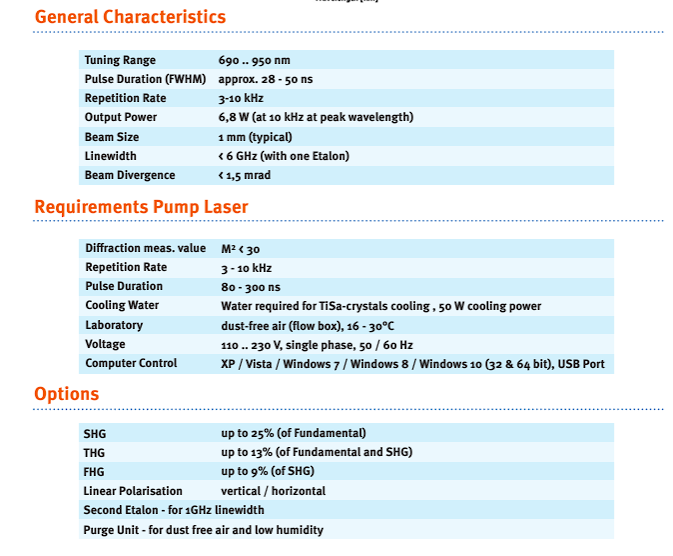 General Characteristics
Tuning Range 690 .. 950 nm
Pulse Duration (FWHM) approx. 28 - 50 ns
Repetition Rate 3-10 kHz
Output Power 6,8 W (at 10 kHz at peak wavelength)
Beam Size 1 mm (typical)
Linewidth < 6 GHz (with one Etalon)
Beam Divergence < 1,5 mrad
Requirements Pump Laser
Diffraction meas. value M² < 30
Repetition Rate 3 - 10 kHz
Pulse Duration 80 - 300 ns
Cooling Water Water required for TiSa-crystals cooling , 50 W cooling power
Laboratory dust-free air (flow box), 16 - 30°C
Voltage 110 .. 230 V, single phase, 50 / 60 Hz
Computer Control XP / Vista / Windows 7 / Windows 8 / Windows 10 (32 & 64 bit), USB Port
Options
SHG up to 25% (of Fundamental)
THG up to 13% (of Fundamental and SHG)
FHG up to 9% (of SHG)
Linear Polarisation vertical / horizontal
Second Etalon - for 1GHz linewidth
Purge Unit - for dust free air and low humidity